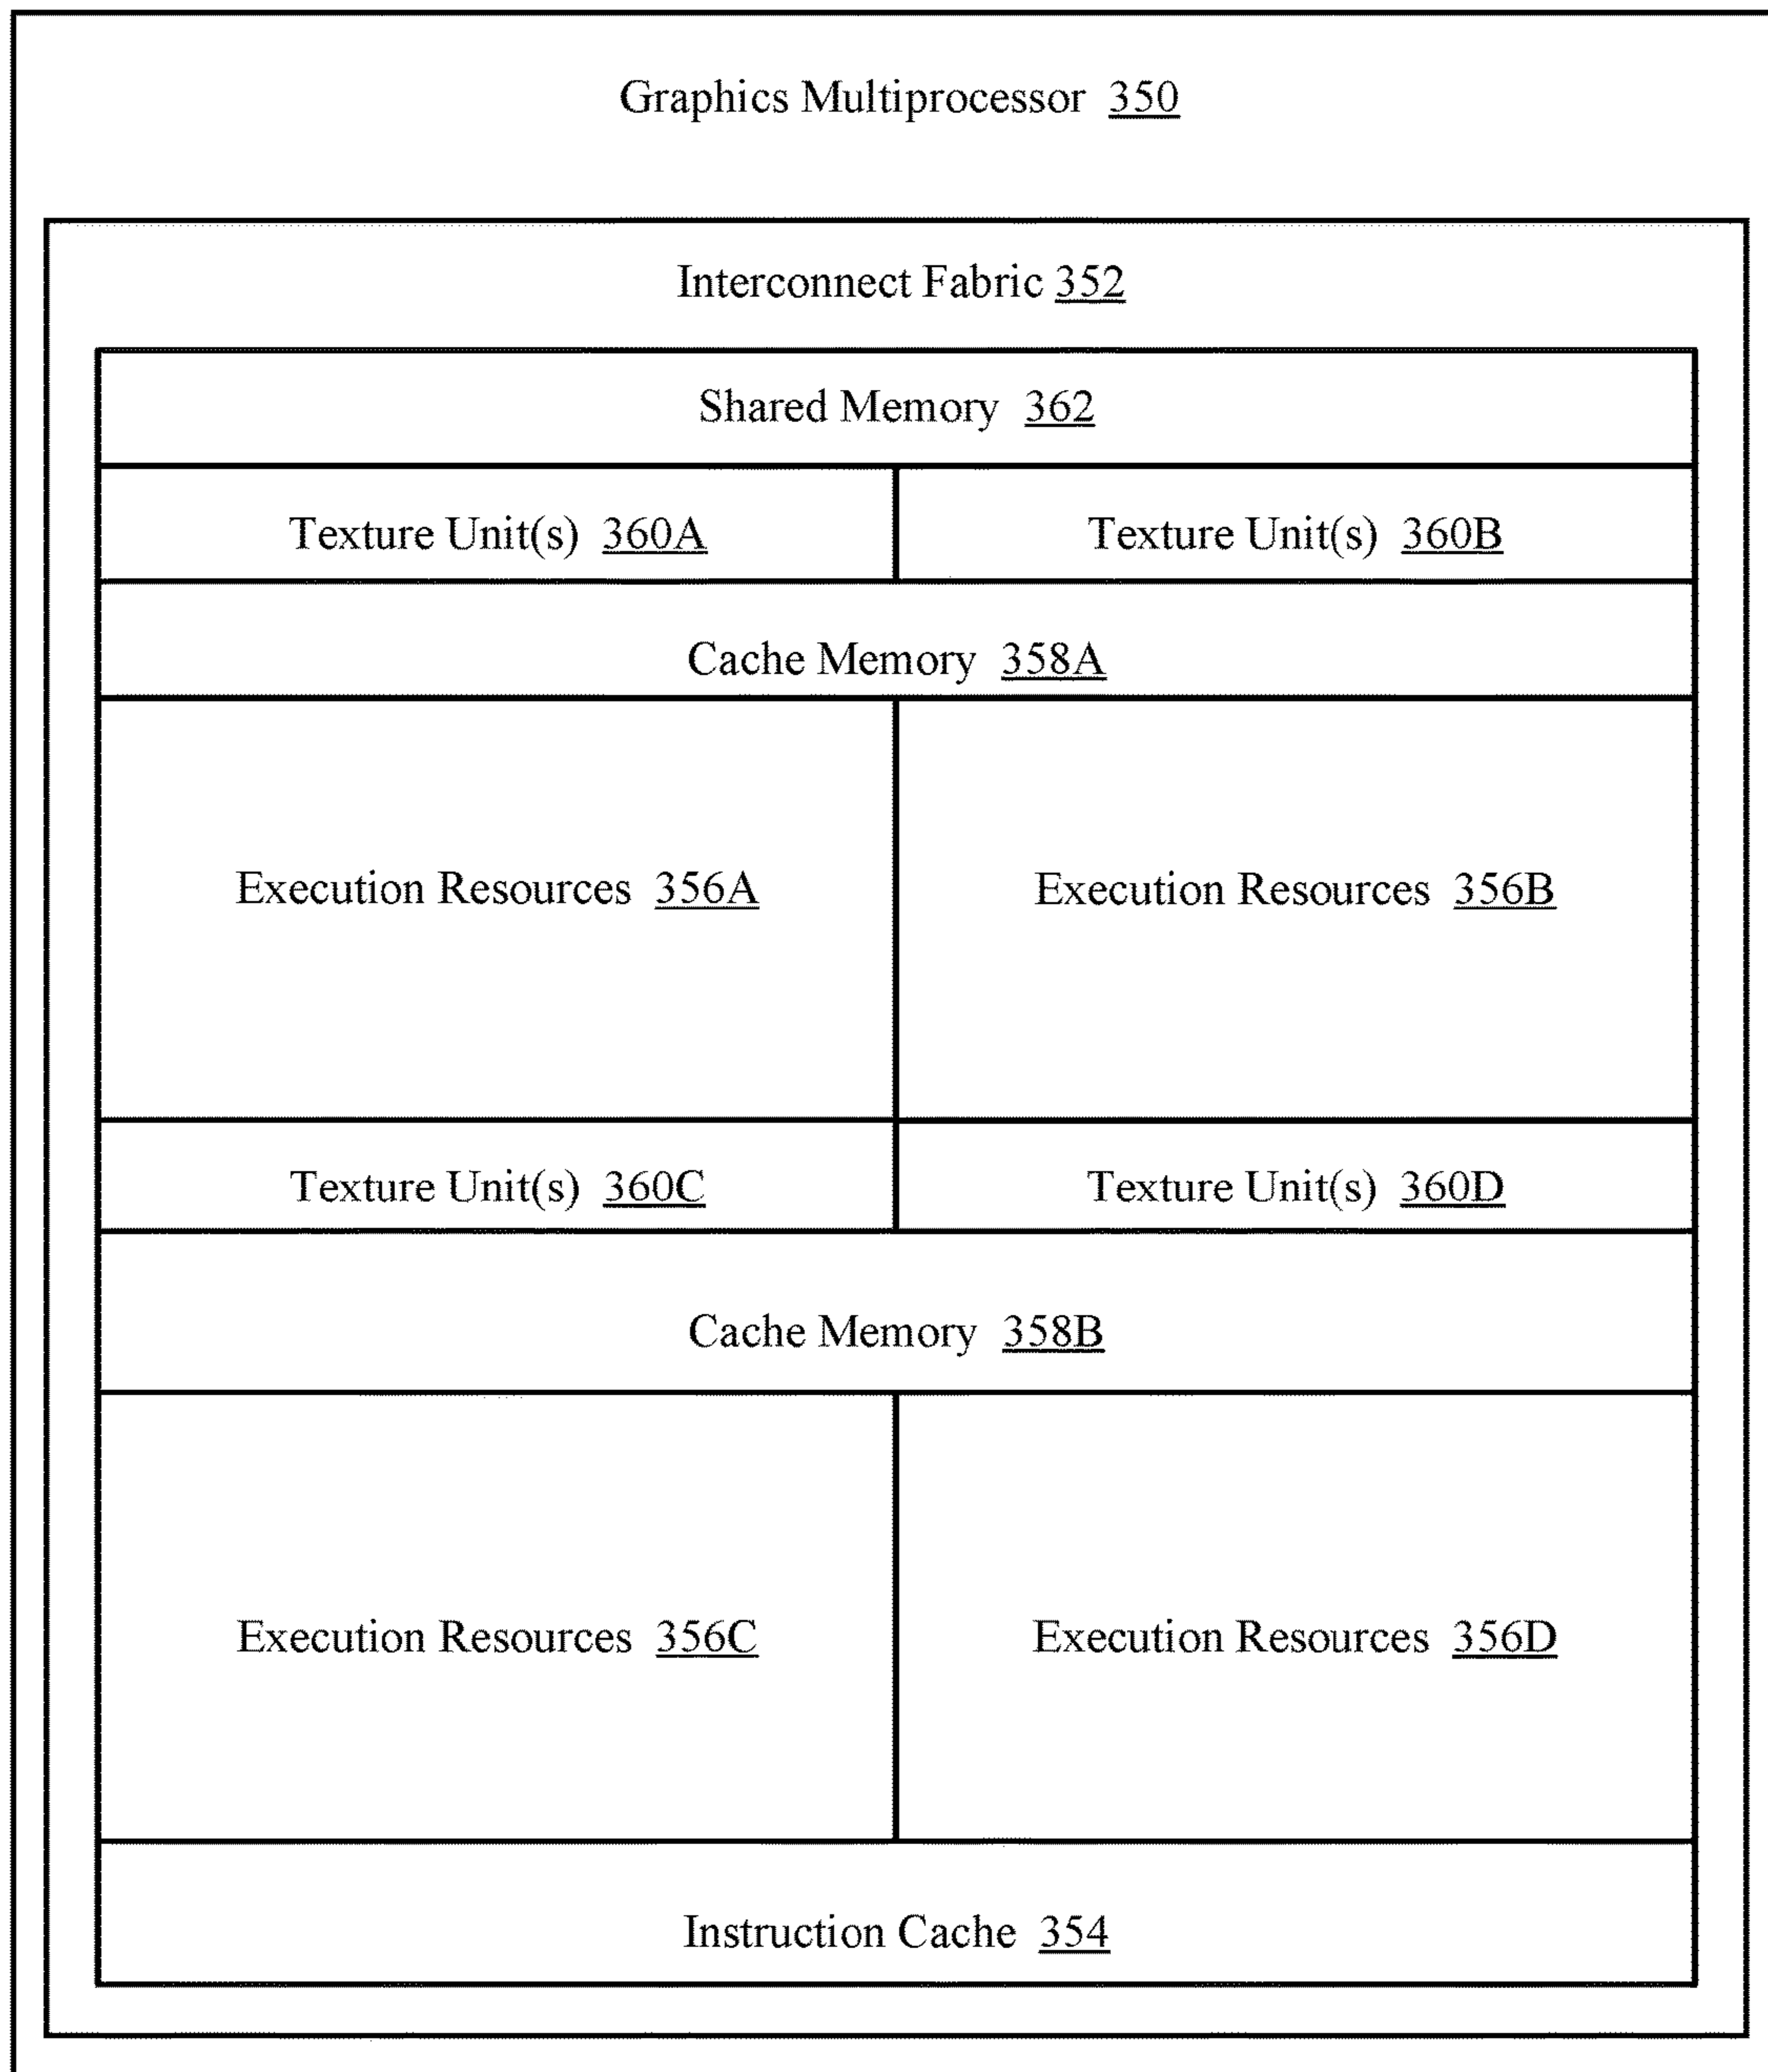 Graphics Multiprocessor 350
Interconnect Fabric 352
Shared Memory 362
Texture Unit(s) 360A
Texture Unit(s) 360B
Cache Memory 358A
Execution Resources 356A
Execution Resources 356B
Texture Unit(s) 360C
Texture Unit(s) 360D
Cache Memory 358B
Execution Resources 356C
Execution Resources 356D
Instruction Cache 354